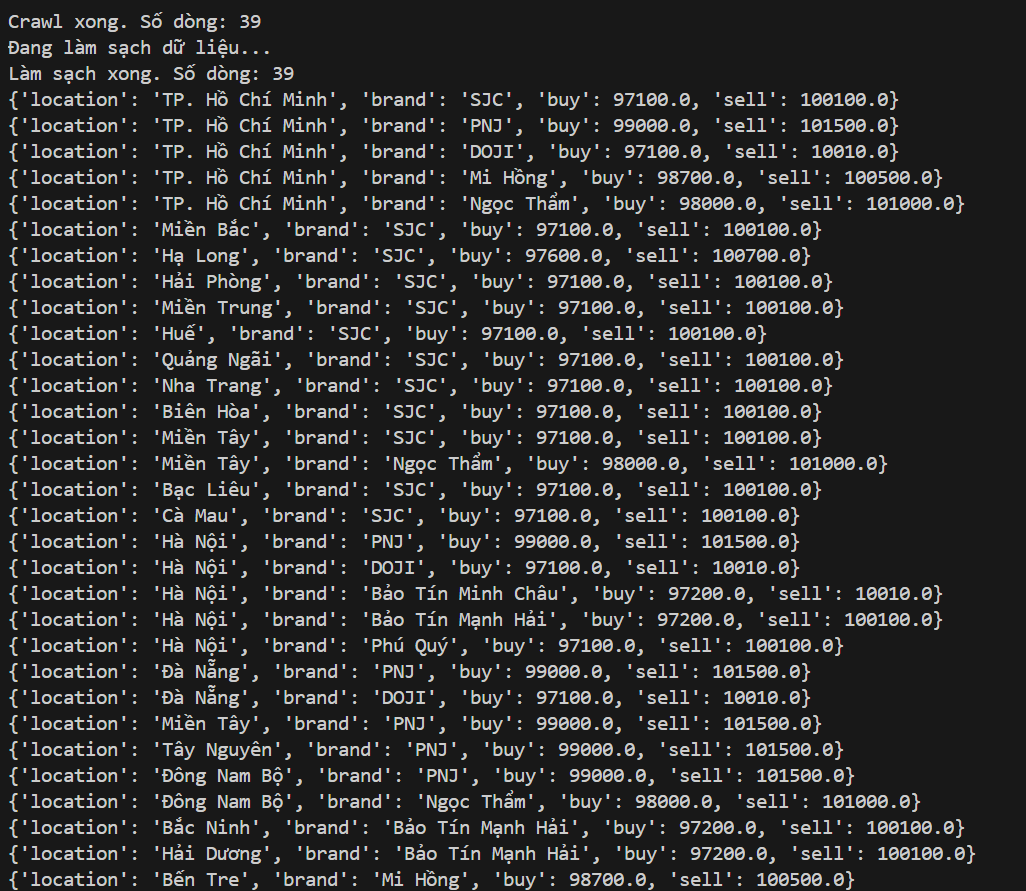 Crawl xong. Số dòng: 39
Đang làm sạch dữ liệu...
Làm sạch xong. Số dòng: 39
{'location': 'TP. Hồ Chí Minh', 'brand': 'SJC', 'buy': 97100.0, 'sell': 100100.0}
{'location': 'TP. Hồ Chí Minh', 'brand': 'PNJ', 'buy': 99000.0, 'sell': 101500.0}
{'location': 'TP. Hồ Chí Minh', 'brand': 'DOJI', 'buy': 97100.0, 'sell': 10010.0}
{'location': 'TP. Hồ Chí Minh', 'brand': 'Mi Hồng', 'buy': 98700.0, 'sell': 100500.0}
{'location': 'TP. Hồ Chí Minh', 'brand': 'Ngọc Thẩm', 'buy': 98000.0, 'sell': 101000.0}
{'location': 'Miền Bắc', 'brand': 'SJC', 'buy': 97100.0, 'sell': 100100.0}
{'location': 'Hạ Long', 'brand': 'SJC', 'buy': 97600.0, 'sell': 100700.0}
{'location': 'Hải Phòng', 'brand': 'SJC', 'buy': 97100.0, 'sell': 100100.0}
{'location': 'Miền Trung', 'brand': 'SJC', 'buy': 97100.0, 'sell': 100100.0}
{'location': 'Huế', 'brand': 'SJC', 'buy': 97100.0, 'sell': 100100.0}
{'location': 'Quảng Ngãi', 'brand': 'SJC', 'buy': 97100.0, 'sell': 100100.0}
{'location': 'Nha Trang', 'brand': 'SJC', 'buy': 97100.0, 'sell': 100100.0}
{'location': 'Biên Hòa', 'brand': 'SJC', 'buy': 97100.0, 'sell': 100100.0}
{'location': 'Miền Tây', 'brand': 'SJC', 'buy': 97100.0, 'sell': 100100.0}
{'location': 'Miền Tây', 'brand': 'Ngọc Thẩm', 'buy': 98000.0, 'sell': 101000.0}
{'location': 'Bạc Liêu', 'brand': 'SJC', 'buy': 97100.0, 'sell': 100100.0}
{'location': 'Cà Mau', 'brand': 'SJC', 'buy': 97100.0, 'sell': 100100.0}
{'location': 'Hà Nội', 'brand': 'PNJ', 'buy': 99000.0, 'sell': 101500.0}
{'location': 'Hà Nội', 'brand': 'DOJI', 'buy': 97100.0, 'sell': 10010.0}
{'location': 'Hà Nội', 'brand': 'Bảo Tín Minh Châu', 'buy': 97200.0, 'sell': 10010.0}
{'location': 'Hà Nội', 'brand': 'Bảo Tín Mạnh Hải', 'buy': 97200.0, 'sell': 100100.0}
{'location': 'Hà Nội', 'brand': 'Phú Quý', 'buy': 97100.0, 'sell': 100100.0}
{'location': 'Đà Nẵng', 'brand': 'PNJ', 'buy': 99000.0, 'sell': 101500.0}
{'location': 'Đà Nẵng', 'brand': 'DOJI', 'buy': 97100.0, 'sell': 10010.0}
{'location': 'Miền Tây', 'brand': 'PNJ', 'buy': 99000.0, 'sell': 101500.0}
{'location': 'Tây Nguyên', 'brand': 'PNJ', 'buy': 99000.0, 'sell': 101500.0}
{'location': 'Đông Nam Bộ', 'brand': 'PNJ', 'buy': 99000.0, 'sell': 101500.0}
{'location': 'Đông Nam Bộ', 'brand': 'Ngọc Thẩm', 'buy': 98000.0, 'sell': 101000.0}
{'location': 'Bắc Ninh', 'brand': 'Bảo Tín Mạnh Hải', 'buy': 97200.0, 'sell': 100100.0}
{'location': 'Hải Dương', 'brand': 'Bảo Tín Mạnh Hải', 'buy': 97200.0, 'sell': 100100.0}
{'location': 'Bến Tre', 'brand': 'Mi Hồng', 'buy': 98700.0, 'sell': 100500.0}